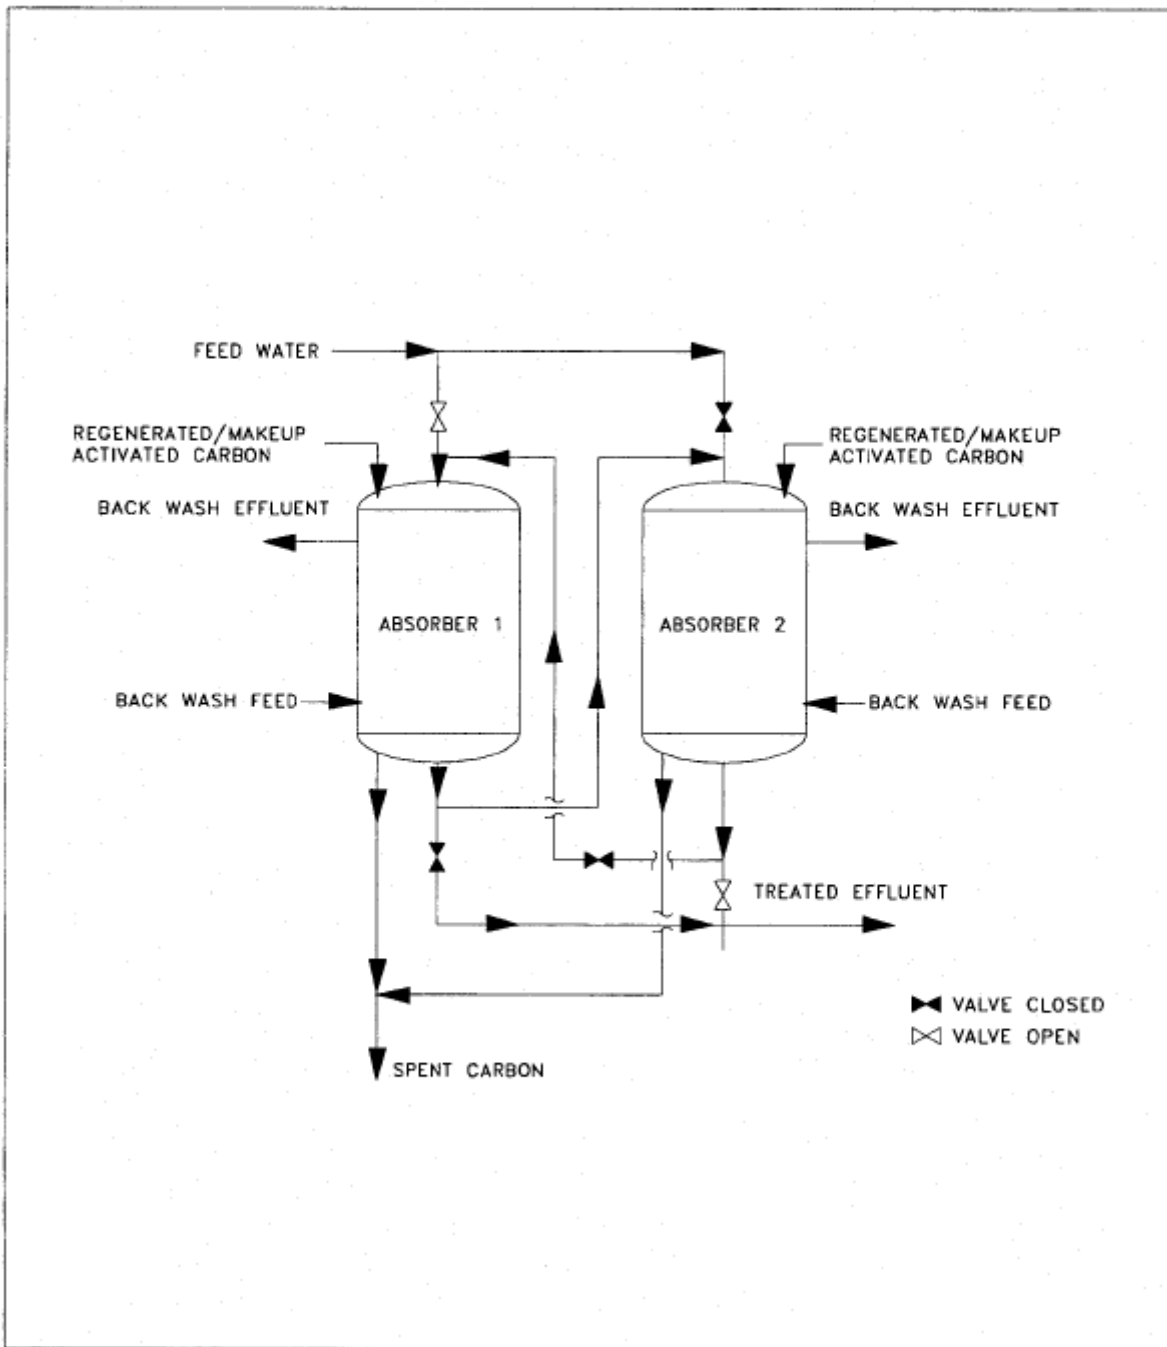 FEED WATER
REGENERATED/MAKEUP
ACTIVATED CARBON
REGENERATED/MAKEUP
ACTIVATED CARBON
BACK WASH EFFLUENT
BACK WASH EFFLUENT
ABSORBER 1
ABSORBER 2
BACK WASH FEED
BACK WASH FEED
TREATED EFFLUENT
VALVE CLOSED
VALVE OPEN
SPENT CARBON